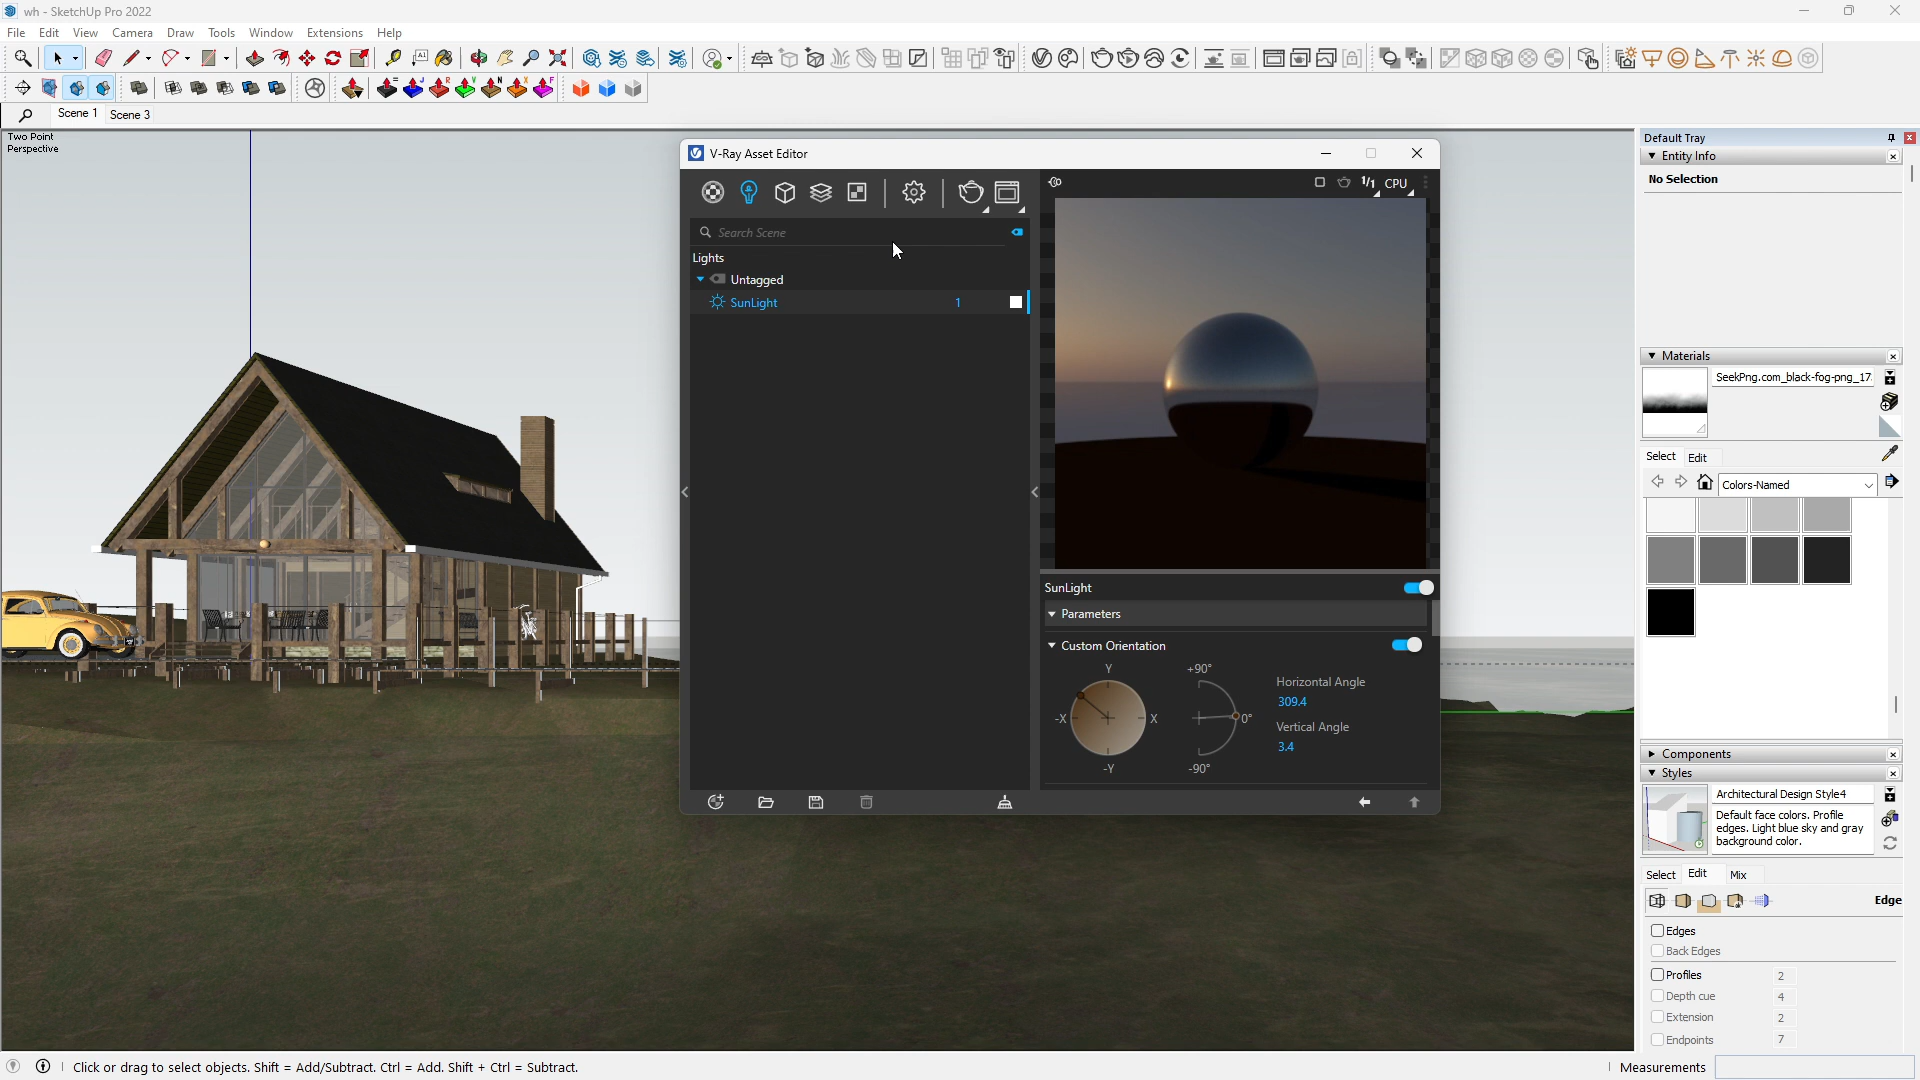 wh - SketchUp Pro 2022
File Edit View Camera Draw Tools Window Extensions Help
Scene 1 Scene 3
Two Point
Perspective
V-Ray Asset Editor
Search Scene
Lights
Untagged
SunLight 1
1/1 CPU
SunLight
Parameters
Custom Orientation
Y
-X
X
-Y
+90°
0°
-90°
Horizontal Angle
309.4
Vertical Angle
3.4
Default Tray
Entity Info
No Selection
Materials
SeekPng.com_black-fog-png_17
Select Edit
Colors-Named
Components
Styles
Architectural Design Style4
Default face colors. Profile
edges. Light blue sky and gray
background color.
Select Edit Mix
Edge
Edges
Back Edges
Profiles 2
Depth cue 4
Extension 2
Endpoints 7
Click or drag to select objects. Shift = Add/Subtract. Ctrl = Add. Shift + Ctrl = Subtract.
Measurements